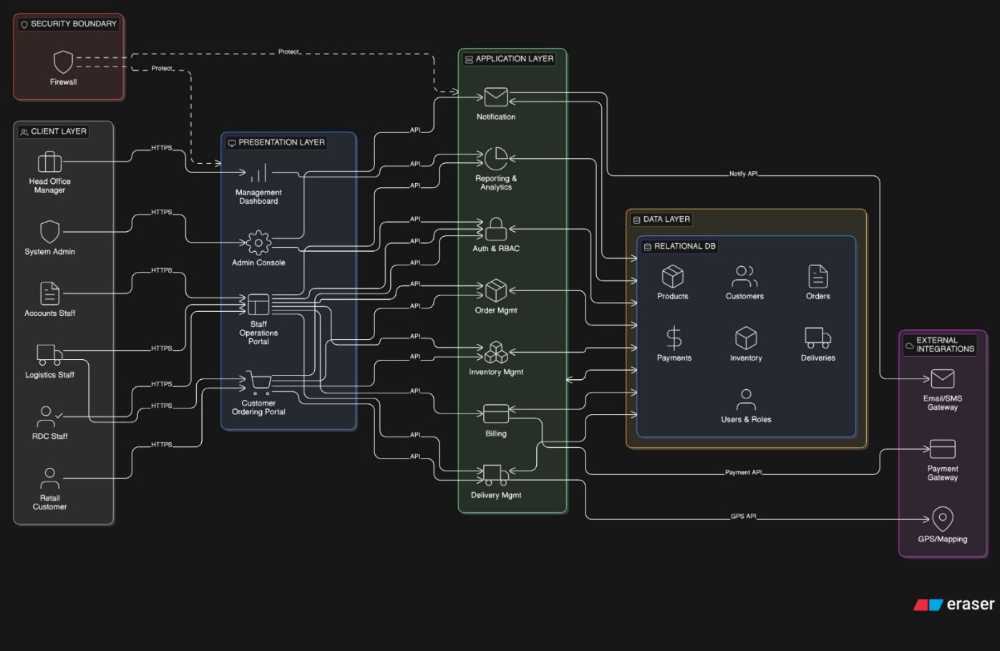 SECURITY BOUNDARY
Firewall
Protect
Protect
CLIENT LAYER
Head Office
Manager
System Admin
Accounts Staff
Logistics Staff
RDC Staff
Retail
Customer
HTTPS
HTTPS
HTTPS
HTTPS
HTTPS
HTTPS
HTTPS
PRESENTATION LAYER
Management
Dashboard
Admin Console
Staff
Operations
Portal
Customer
Ordering Portal
API
API
API
API
API
API
API
API
API
API
API
API
API
APPLICATION LAYER
Notification
Reporting &
Analytics
Auth & RBAC
Order Mgmt
Inventory Mgmt
Billing
Delivery Mgmt
Notify API
Payment API
GPS API
DATA LAYER
RELATIONAL DB
Products
Customers
Orders
Payments
Inventory
Deliveries
Users & Roles
EXTERNAL
INTEGRATIONS
Email/SMS
Gateway
Payment
Gateway
GPS/Mapping
eraser